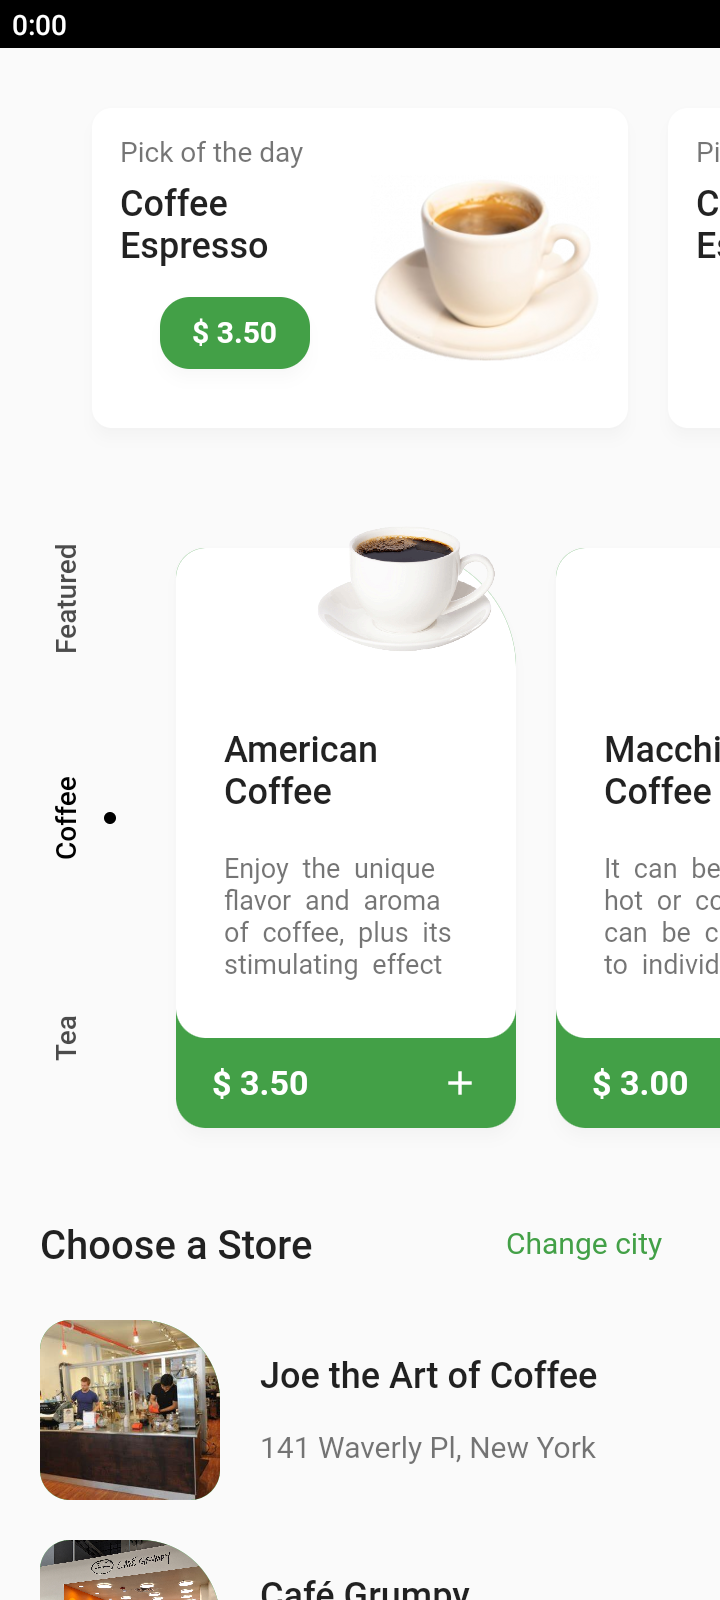 0:00
Pick of the day
Coffee
Espresso
$ 3.50
Pi
C
Es
Featured
Coffee
Tea
American
Coffee
Enjoy the unique
flavor and aroma
of coffee, plus its
stimulating effect
$ 3.50 +
Macchi
Coffee
It can be
hot or co
can be c
to individ
$ 3.00
Choose a Store
Change city
Joe the Art of Coffee
141 Waverly Pl, New York
CAFÉ GRUMPY
Café Grumpy